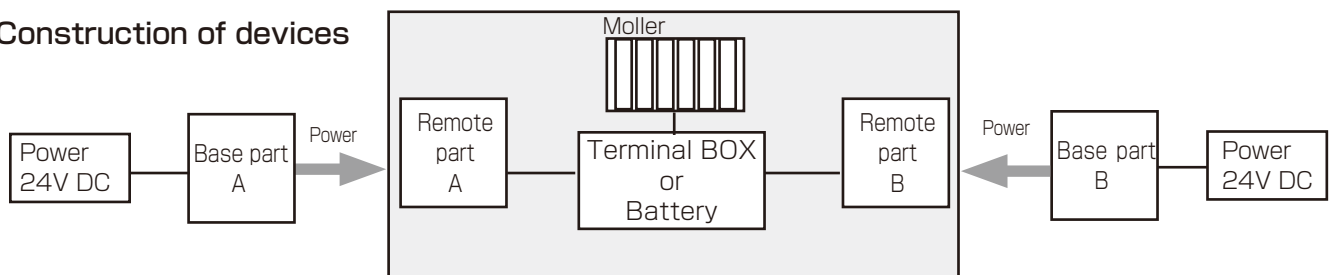 Construction of devices
Moller
Power
24V DC
Base part
A
Power
Remote
part
A
Terminal BOX
or
Battery
Remote
part
B
Power
Base part
B
Power
24V DC